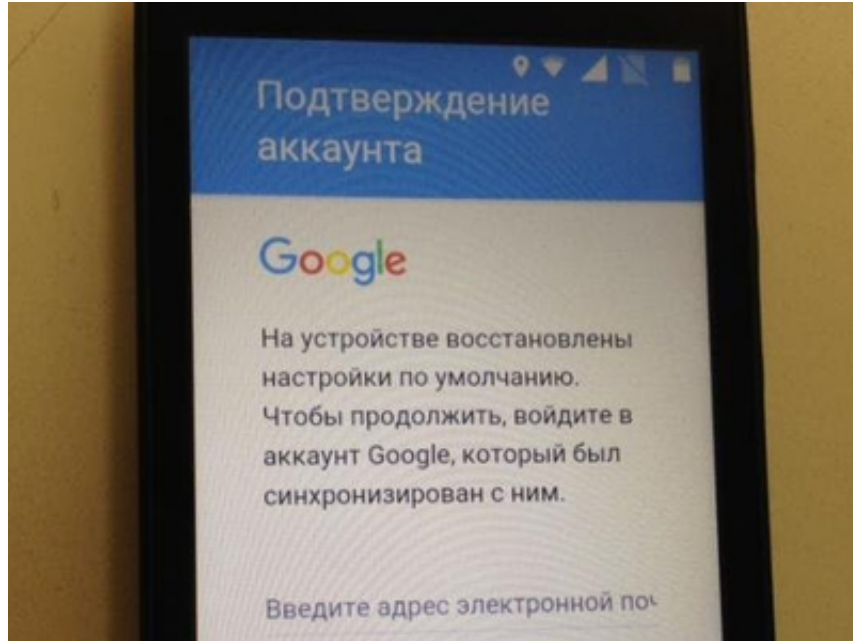 Подтверждение
аккаунта
Google
На устройстве восстановлены
настройки по умолчанию.
Чтобы продолжить, войдите в
аккаунт Google, который был
синхронизирован с ним.
Введите адрес электронной поч